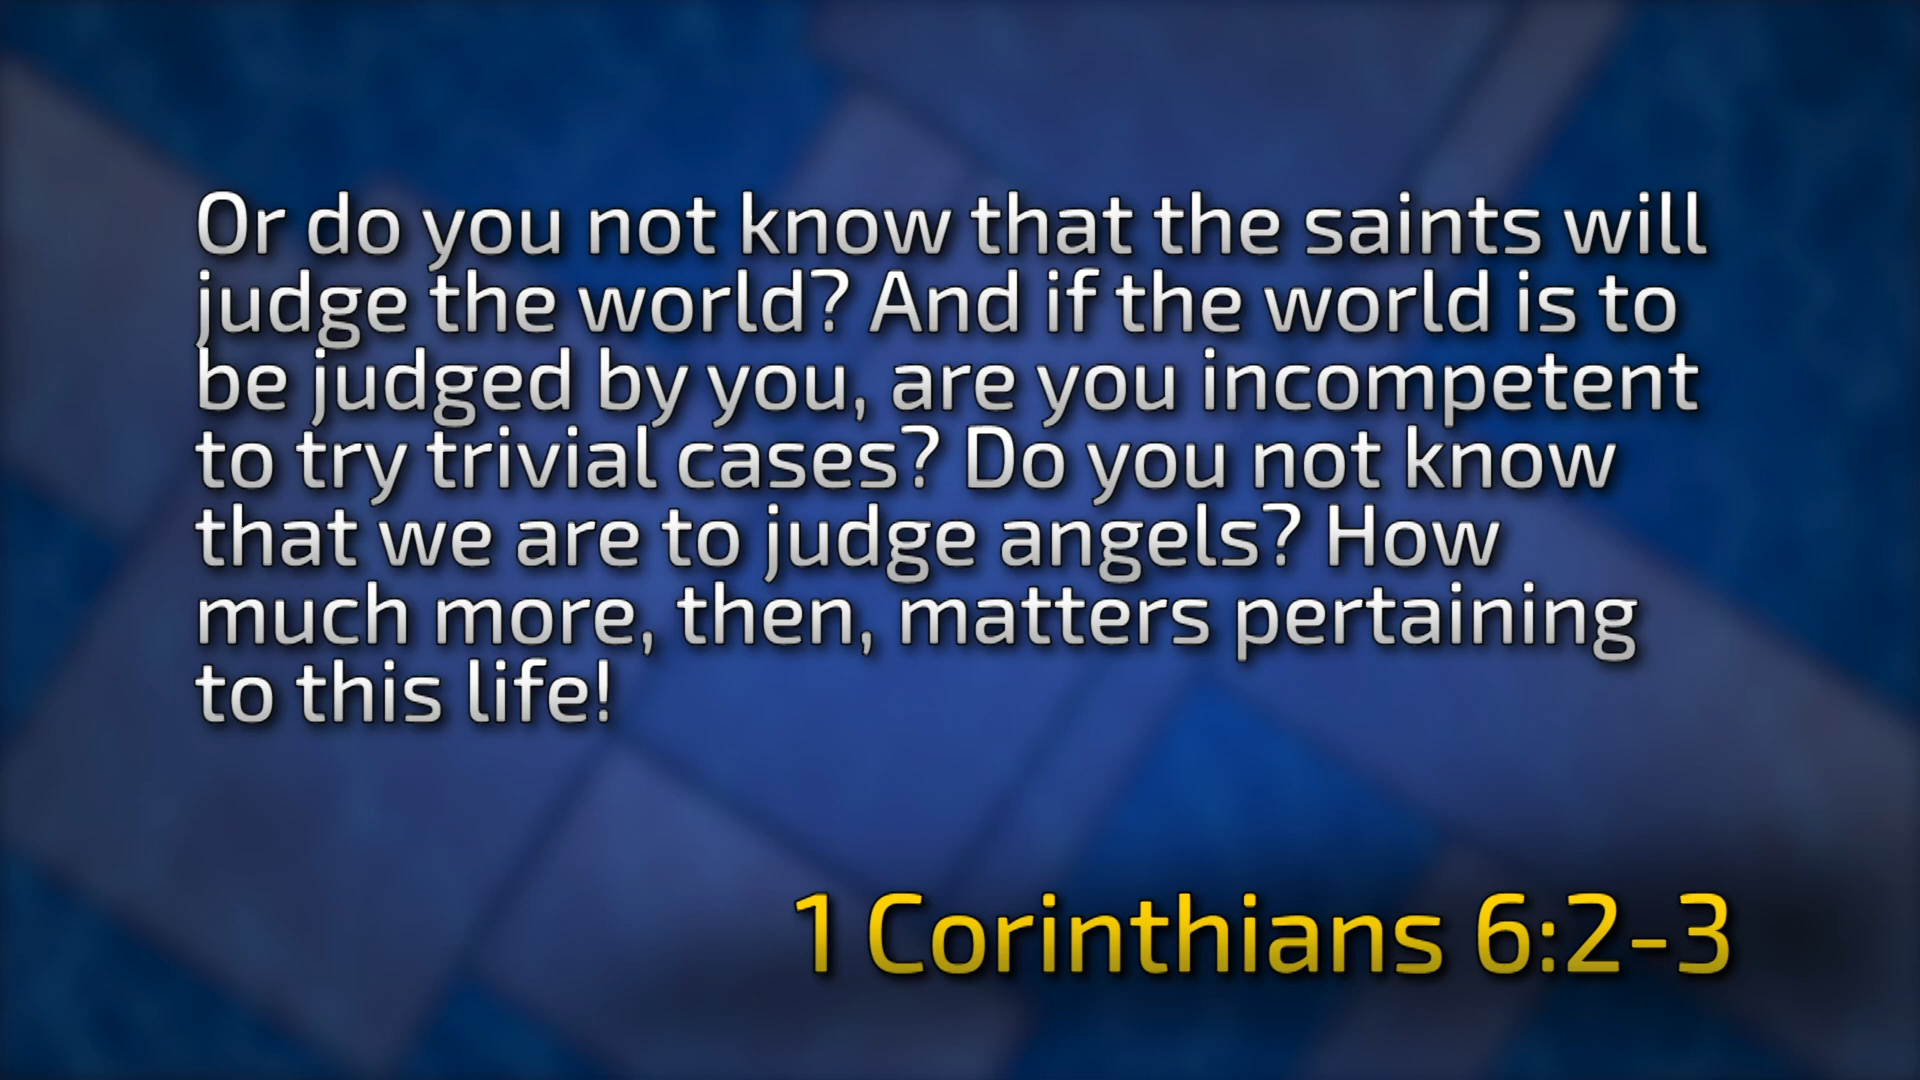 Or do you not know that the saints will
judge the world? And if the world is to
be judged by you, are you incompetent
to try trivial cases? Do you not know
that we are to judge angels? How
much more, then, matters pertaining
to this life!
1 Corinthians 6:2-3